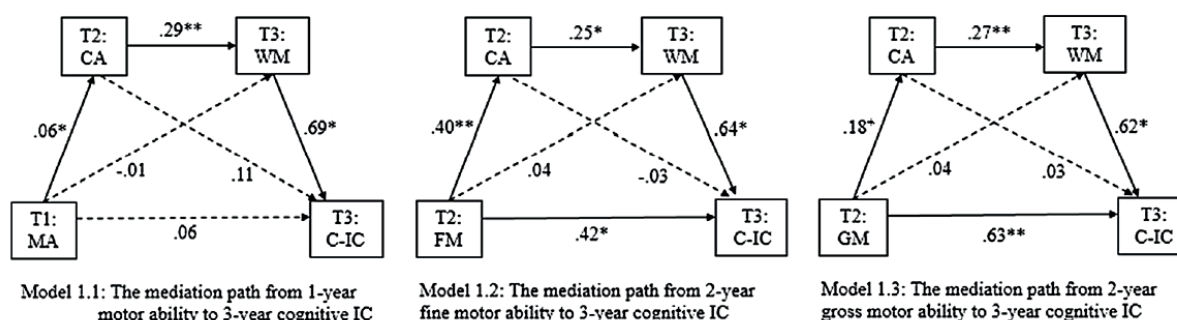 T2:
CA
.29**
T3:
WM
.06*
.69*
-.01
.11
T1:
MA
.06
T3:
C-IC
Model 1.1: The mediation path from 1-year
motor ability to 3-year cognitive IC
T2:
CA
.25*
T3:
WM
.40**
.64*
.04
-.03
T2:
FM
.42*
T3:
C-IC
Model 1.2: The mediation path from 2-year
fine motor ability to 3-year cognitive IC
T2:
CA
.27**
T3:
WM
.18*
.62*
.04
.03
T2:
GM
.63**
T3:
C-IC
Model 1.3: The mediation path from 2-year
gross motor ability to 3-year cognitive IC